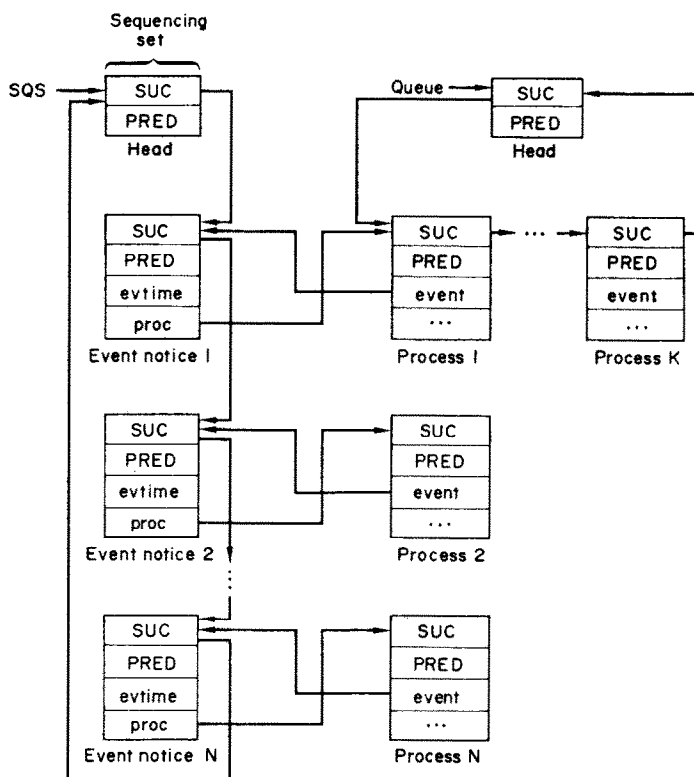 Sequencing
set
SQS
SUC
PRED
Head
Queue
SUC
PRED
Head
SUC
PRED
evtime
proc
Event notice 1
SUC
PRED
event
...
Process 1
...
SUC
PRED
event
...
Process K
SUC
PRED
evtime
proc
Event notice 2
SUC
PRED
event
...
Process 2
...
SUC
PRED
evtime
proc
Event notice N
SUC
PRED
event
...
Process N